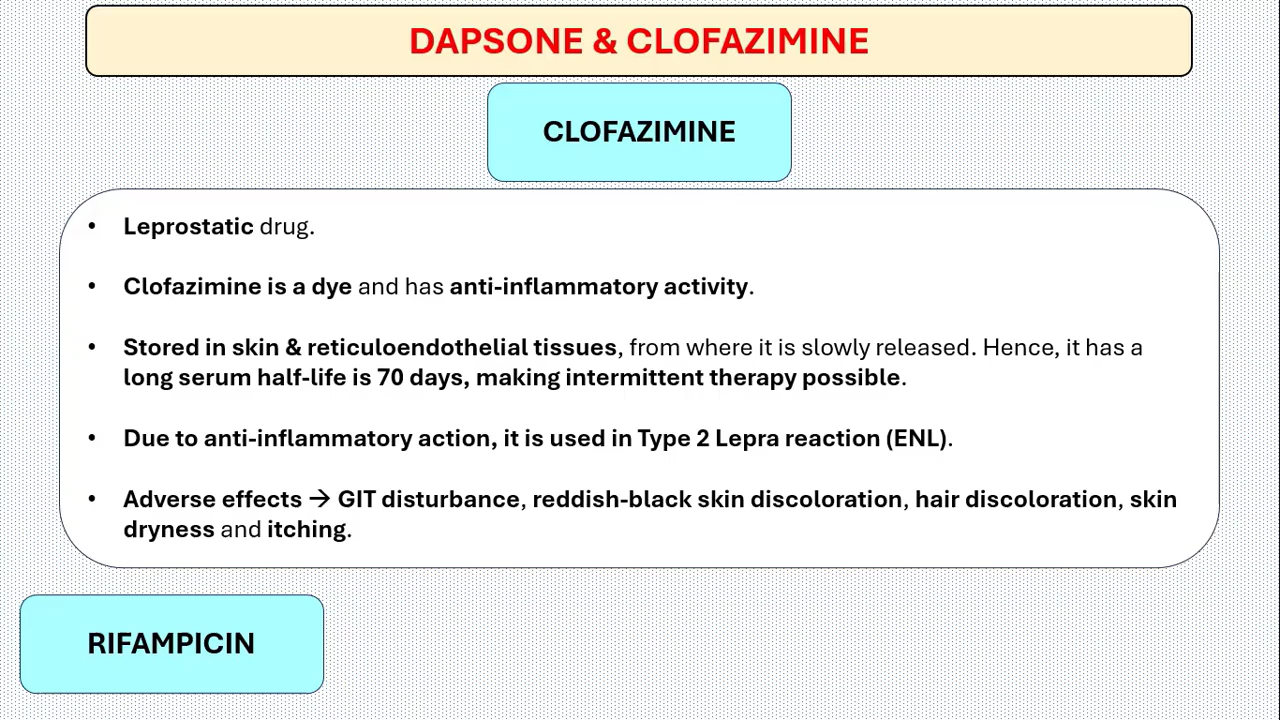 DAPSONE & CLOFAZIMINE
CLOFAZIMINE
• Leprostatic drug.
• Clofazimine is a dye and has anti-inflammatory activity.
• Stored in skin & reticuloendothelial tissues, from where it is slowly released. Hence, it has a
long serum half-life is 70 days, making intermittent therapy possible.
• Due to anti-inflammatory action, it is used in Type 2 Lepra reaction (ENL).
• Adverse effects → GIT disturbance, reddish-black skin discoloration, hair discoloration, skin
dryness and itching.
RIFAMPICIN